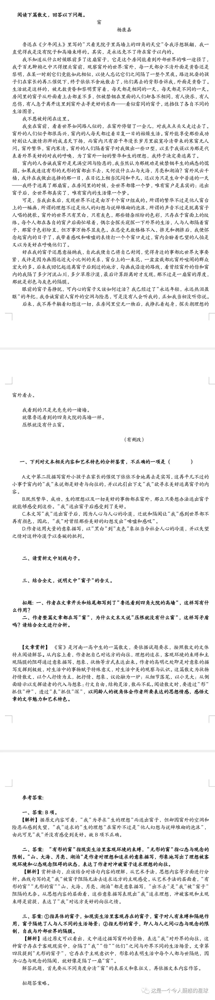 阅读下篇散文，回答以下问题。
窗
杨康嘉
鲁迅在《少年闰土》里写的“只看见院子里高墙上的四角的天空”令我浮想联翩，我一
直觉得我是没有院子和高墙束缚的。其实，是永远免不了待在窗子以内的。
我不知道从什么时候眼前多了这扇窗子，它是这个房间能看到外部世界的唯一途径了，
我于百无聊赖之中只得埋头窗前，观察窗外的世界:窗外，每一天都分不清外面是黄昏还是
黎明，在某一时刻它们竟能如此相似，以使人忘记它们之间隔了一整个黑夜。路边玩耍的孩
子们在家长的再三催促下，终于依依不舍地散去了，他们离去的背影告诉我，外面是黄昏了。
生活就是这样的，被无数黄昏和黎明贯穿着，每天都是相同的一天，每天都是不同的一天。
房间里的窗子从外面看上去都差不多，但被禁锢在里面的人们却各不相同，有人快乐，有人
悲伤，有人急于离开这里到窗外去寻更好的东西——看似雷同的窗子，遮挡住了各自不同的
生活图景。
我不愿被封闭在这里。
我坐在窗前，看着世界如同路人似的，在窗外停留了一会儿，对我点点头又走过去了。
窗外的人们似乎都很高兴，窗内的人每天都过着日复一日的枯燥生活。窗外能享受那些成功
时刻让人激情澎湃的成名天下扬，而窗内只有若干年漫长岁月里寂寞冷清带来的寒窗无人
问。窗外繁华，窗内寒清。窗外的人们隔着窗子对我做出一些口型，以至于我误以为那是代
表着外界美好的对我的呼唤，为了窗外一切的繁华和生的理想，我终于决定要逃离了。
窗内的人告诫我窗外是充满空洞与险恶的，我当然认为那规劝是被禁锢半生的病态的懦
弱。如果我连这有形的无形的窗都出不去，又何谈什么山与大海，月亮和湖泊？窗外风云千
樯，或许在我做出选择的那一日，在日记上相当沉闷和平凡，还以为只是生命中普通的一天
——我终于逃离了那扇窗。在房间里的时候，全世界都像一个梦，唯有窗户是真实的；逃出
窗子后，全世界都真实了，唯有窗内的生活像一个梦。
可是，当我出来后，发现世界不过是由万千个窗口组成的。所谓的繁华不过是他人窗台
上的一幅画，所谓的理想不过是他人的幻想与说辞堆砌的泡沫，所谓的声音不过是脱离窗子
人唱的挽歌。窗外的世界只有黑白，只有灰色，那些错杂缤纷的色彩，只存在于窗面上的纹
络。每个人都在各自的窗户后面忙碌着，偶尔会探头窥探一下外界的生活，人与人都隔着窗
子，那窗子色彩纷呈，但万事万物尽显灰色。在忍受无数格格不入、挤兑和拥挤后，我便怀
念起窗内的日子了，我带着感叹和唏嘘的表情打一个个窗口走过，窗内企盼着巴望的人怕是
又以为美好在呼唤他们了。
好在我的窗子还愿意接纳我，自此我便自己将自己封闭，觉得身边的事都比世界大事要
紧，或许是因为画图远近大小比例的关系，窗台上的一束花，一盆盆栽都比窗外喧闹的群众
宏大的多。后来我回忆起逃离窗子后到过的地方，勾画我沿途的路线，看曾经窗外的你和窗
内的我隔了多少河流山川，多少草原沙漠，最后计算距离时才发现，那不过是一扇窗的厚度，
那就是彩色与灰色的隔膜。
眼前的窗子易挣脱，可内心的窗子又该如何过活？我已经过了“永远年轻，永远热泪盈
眶”的年纪，我告诫窗前人窗外的空洞与险恶，可是没有人会听我的，正如我当初没听你说。
后来，我不再平躺着幻想这一切，在房间里空无一物后，我挣扎着起身，探头朝理想的
窗外看去。
我看到的只是光秃秃的一堵墙。
就像鲁迅看到的四角大院的高墙一样。
压根就没有什么窗。
（有删改）
一、下列对文本相关内容和艺术特色的分析鉴赏，不正确的一项是（　　　）
A.文中第二段描写窗外小孩子在家长的催促下依依不舍地离去是实写，这再平凡不过的
小事于窗内的“我”来说都是好奇与向往的，并以此引出下文“我”欲寻求美好逃离窗子的内
容。
B.既然繁华、成功、生的理想以及一切美好的事物都在窗外，那么只要想办法逃出窗子
就能够感受到这些。“我”逃出窗子后感受到了美好。
C.本文写“我”逃出窗子后，因为人心与人心的冷漠，迁就和隔阂让“我”感到世界都不
再有颜色，因此，“我”对曾经那些美好的幻想发出“唏嘘和感叹”。
D.作者运用大量的意象描写，以“黑白”到“灰色”象征当今社会人心的冷漠，并以失望
之情对这种冷漠予以委婉的批判。
二、请赏析文中划线句子。
三、结合全文，说明文中“窗子”的含义。
拟题：一、作者在文章开头和结尾都写到了“鲁迅看到四角大院的高墙”，这样写有什
么作用？
二、作者整篇文章都在写“窗”，为什么文末又说“压根就没有什么窗”，这样写矛盾
吗？请结合全文进行分析。
【文章赏析】《窗》是河南一高中生的一篇散文，要依据试题要求，按照散文的文体
特点阅读解答。从内容上看，作者把自己对远方的向往，理想的追求，客观环境的束缚和主
观隔膜的阻碍通过意象描写、想象、状物等方式表达出来。作者的高明之处即是对意象的描
写发挥到极致，对生活中的事物赋予特殊意义，对生活中美的观察与认识。这篇散文为状物
抒情散文，以个人抒情为主，把抒情、想象、议论融为一炉；从细节落笔，以小见大；从侧
面暗示以发挥读者的代入与想象；行文自由，结构灵活，散而不乱。阅读散文时，要透过“形”
抓住“神”，透过“表”抓住“深”，以同龄人的视角体会作者所要表达的思想情感，感悟文
章的文字魅力和艺术特色。
参考答案:
一、答案: B 项。
【解析】据原文内容可看，“我”为寻求“生的理想”而逃出窗子，但却因窗外的空洞和
险恶而感到失望，“我”追求的“生的理想”在窗外不过是“他人幻想与说辞堆砌的泡沫”，
由此可见“我”并没有感受到美好。故 B 项不正确。
二、答案：“有形的窗”指现实生活里客观环境的束缚，“无形的窗”指心态与观念的
限制。“山、大海、月亮、湖泊”是作者对理想和追求的意象描写，形象地写出了理想被客
观环境和心态观念阻碍的状态，表达了作者对冲破窗子追求理想的向往。
【解析】赏析语句，应该结合对语句内容的理解，从艺术手法，思想内容等方面进行分
析。画线句写的是“我”被窗子阻隔无法去追求远方的主观感受。从艺术手法的层面看，“有
形的窗”“无形的窗”“山、大海、月亮、湖泊”都是意象描写，“出不去”是“我”被“窗子”
阻隔的无奈。从思想内容的层面看，这些意象描写表现出“我”追求理想，冲破客观和主观
束缚是前提，表达了“我”对远方美好的向往之情。
三、答案:①指具体的窗子，如现实生活里客观存在的窗子，窗子对人有束缚和隔绝作
用，窗子隔绝了人与人不同的生活场景；②指无形的窗子，即人与人之间心态与观念的限
制，自我与外部世界的隔膜。
【解析】通过原文可以看出，文中通过描写窗外的景物，表达“我”对外界的向往，这
种窗子存在于客观现实中，分隔了“我”“你”“他们”之间与外界不同的生活场景。文章第
四段提到“无形的窗子”，它存在于主观意识中，形象的表明生活中每个人都与世隔绝，因
为心态与观念的隔阂，就好像是隔了一扇“窗”。
解答此题，首先要从不同角度分清“窗”的表层义和象征义，再依据文本内容作答。
拟题答案略。
这是一个令人疑惑的星球